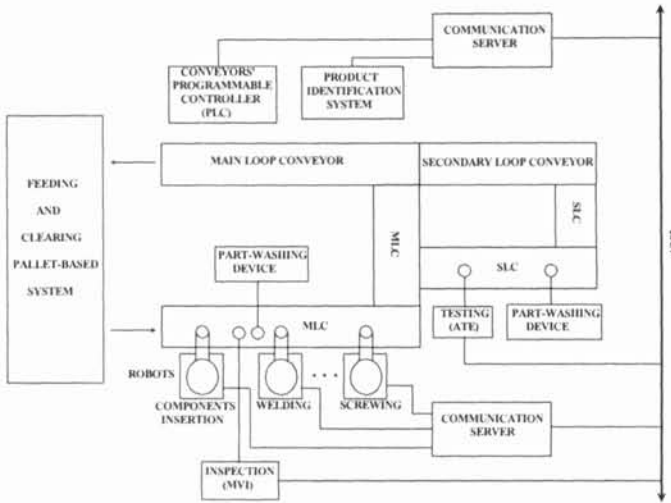 COMMUNICATION
SERVER
CONVEYORS'
PROGRAMMABLE
CONTROLLER
(PLC)
PRODUCT
IDENTIFICATION
SYSTEM
FEEDING
AND
CLEARING
PALLET-BASED
SYSTEM
MAIN LOOP CONVEYOR
SECONDARY LOOP CONVEYOR
MLC
SLC
PART-WASHING
DEVICE
SLC
MLC
TESTING
(ATE)
PART-WASHING
DEVICE
ROBOTS
COMPONENTS
INSERTION
WELDING
SCREWING
COMMUNICATION
SERVER
INSPECTION
(MVI)